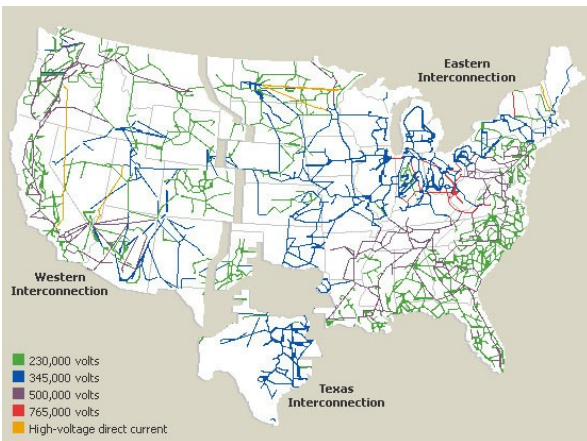 Eastern
Interconnection
Western
Interconnection
Texas
Interconnection
230,000 volts
345,000 volts
500,000 volts
765,000 volts
High-voltage direct current